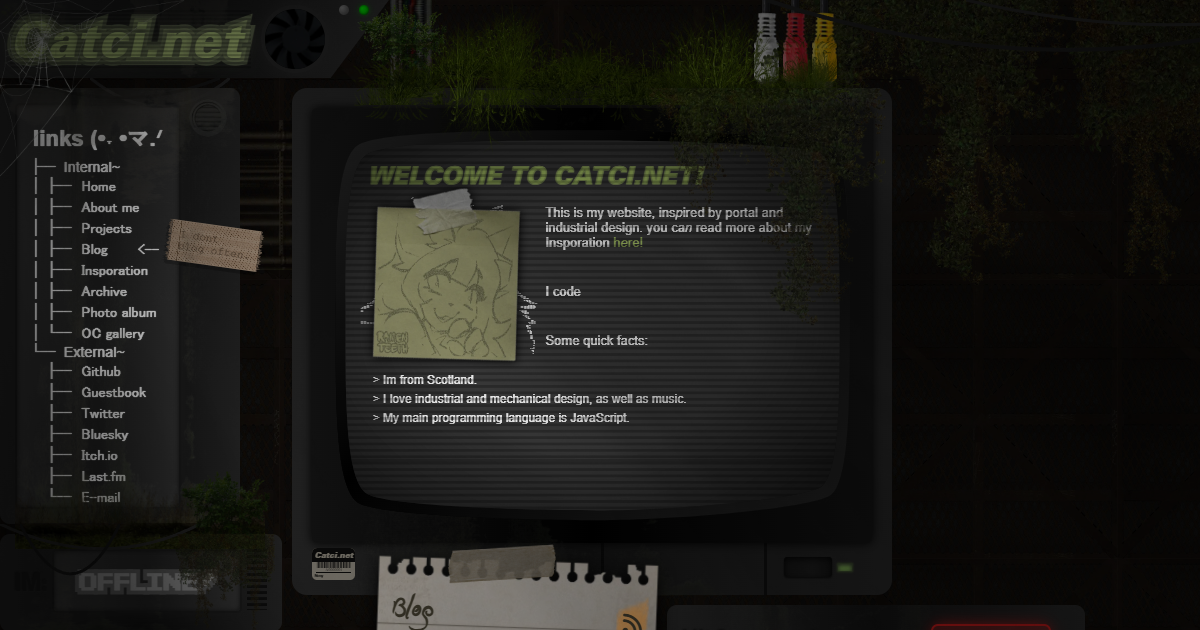 Catci.net
links (•. •マ.ᐟ
Internal~
Home
About me
Projects
Blog
I dont
blog often.
Insporation
Archive
Photo album
OC gallery
External~
Github
Guestbook
Twitter
Bluesky
Itch.io
Last.fm
E-mail
OFFLINE
WELCOME TO CATCI.NET!
This is my website, inspired by portal and
industrial design. you can read more about my
insporation here!
I code
Some quick facts:
> Im from Scotland.
> I love industrial and mechanical design, as well as music.
> My main programming language is JavaScript.
Catci.net
Blog